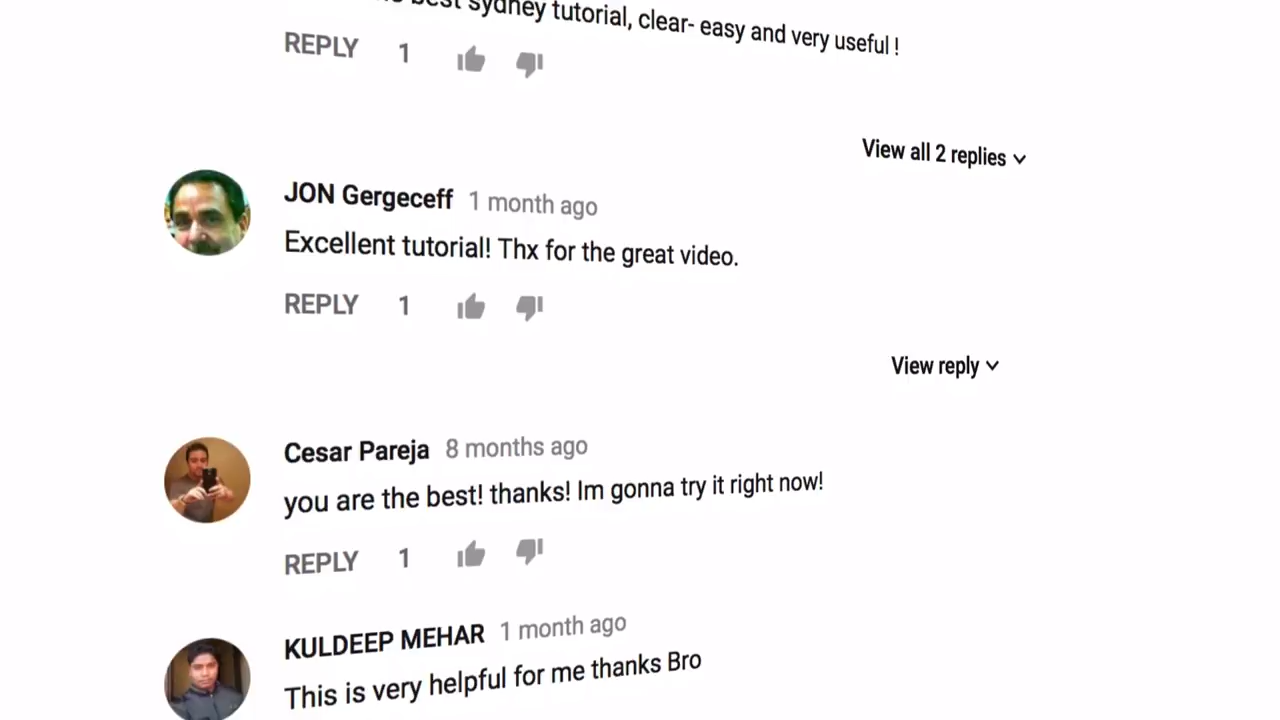 best sydney tutorial, clear- easy and very useful !
REPLY 1
View all 2 replies
JON Gergeceff 1 month ago
Excellent tutorial! Thx for the great video.
REPLY 1
View reply
Cesar Pareja 8 months ago
you are the best! thanks! Im gonna try it right now!
REPLY 1
KULDEEP MEHAR 1 month ago
This is very helpful for me thanks Bro